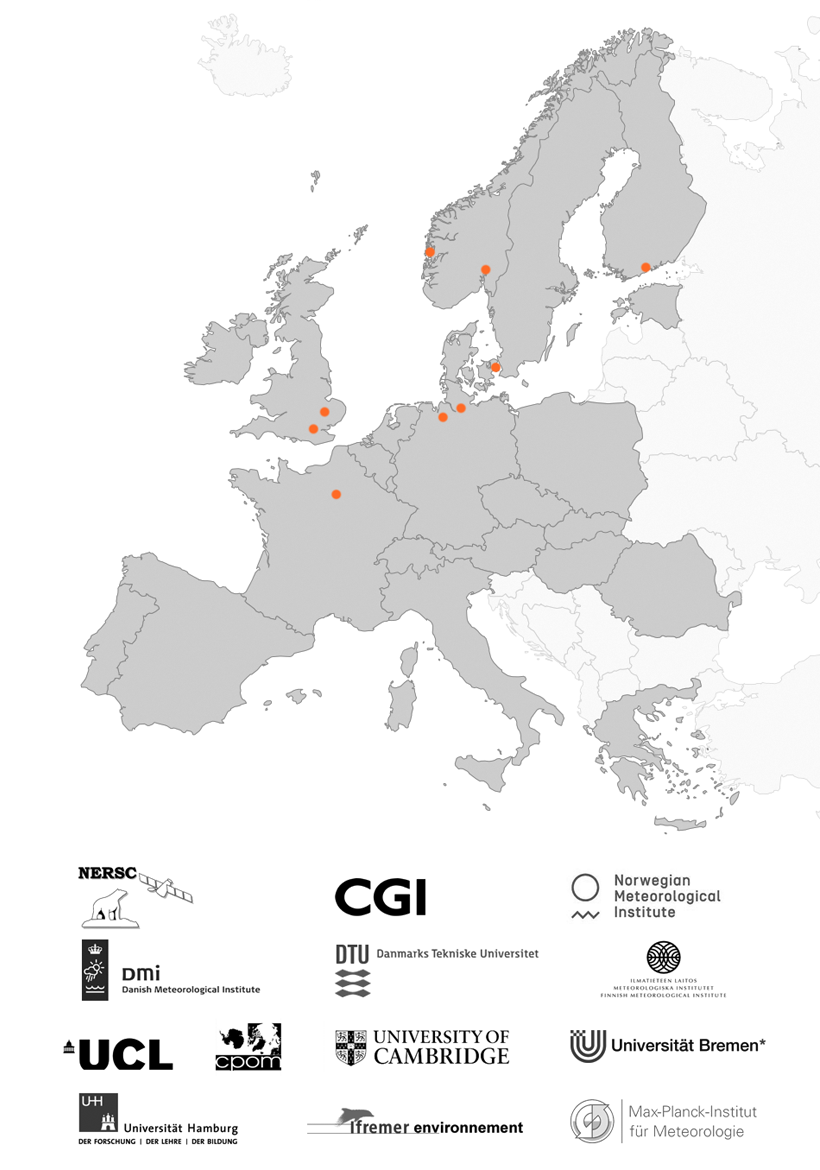 NERSC
CGI
Norwegian
Meteorological
Institute
DMi
Danish Meteorological Institute
DTU
Danmarks Tekniske Universitet
ILMATIETEEN LAITOS
METEOROLOGISKA INSTITUTET
FINNISH METEOROLOGICAL INSTITUTE
UCL
cpom
UNIVERSITY OF
CAMBRIDGE
Universität Bremen*
UH
Universität Hamburg
DER FORSCHUNG | DER LEHRE | DER BILDUNG
Ifremer environnement
Max-Planck-Institut
für Meteorologie